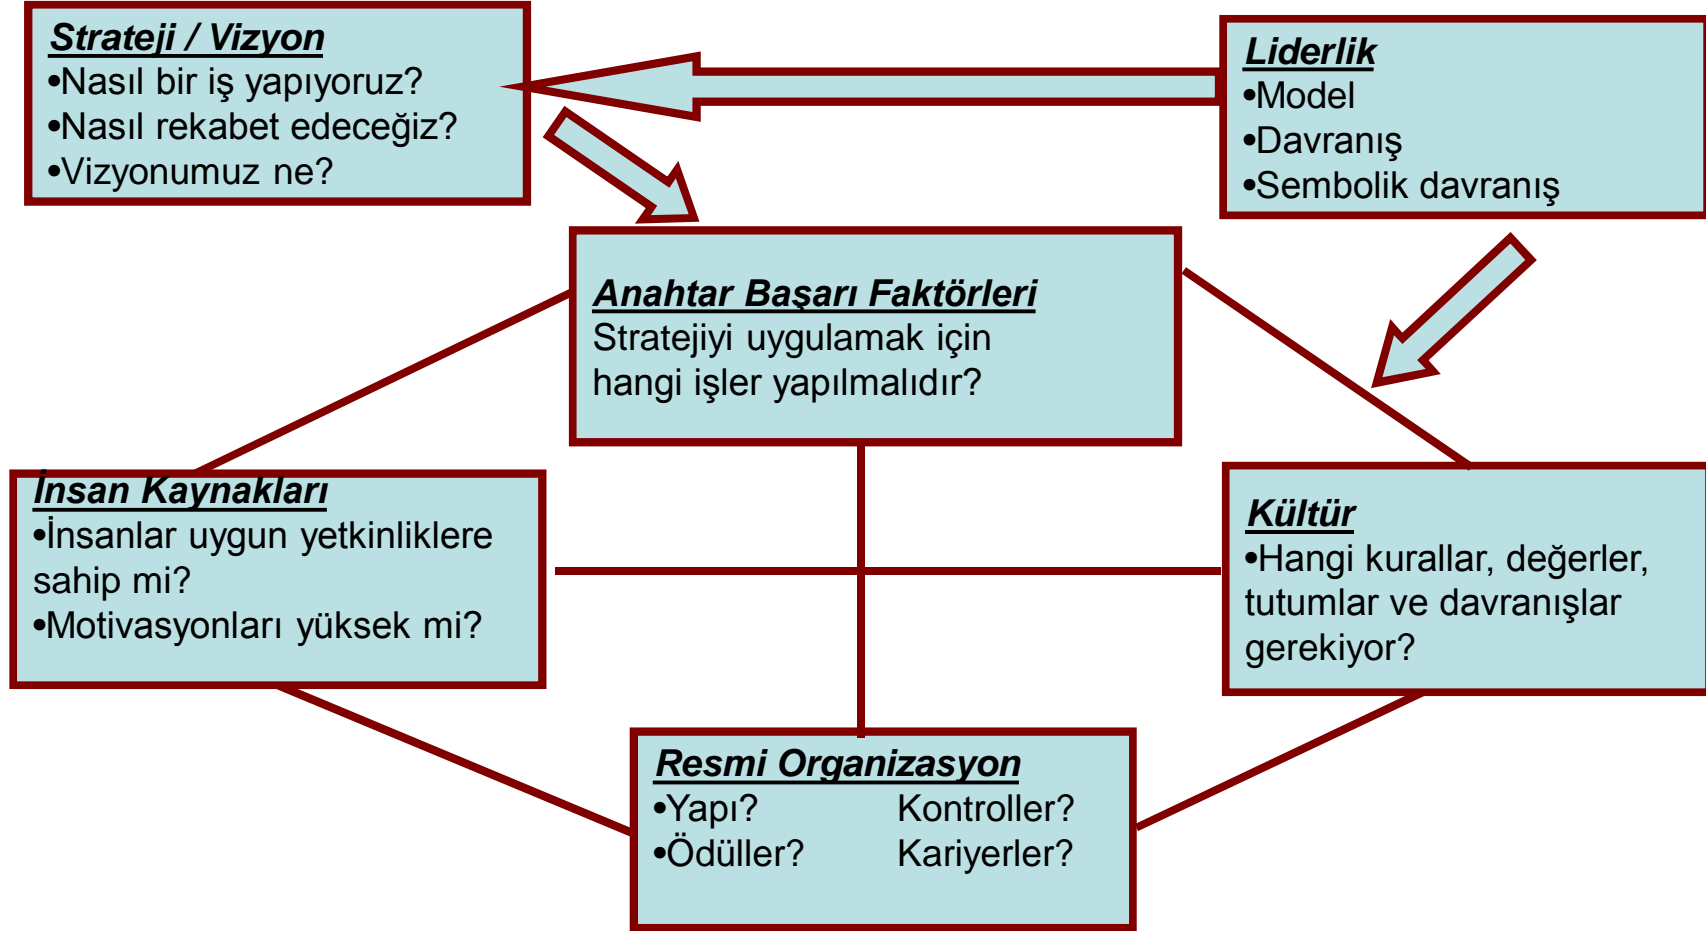 Strateji / Vizyon
•Nasıl bir iş yapıyoruz?
•Nasıl rekabet edeceğiz?
•Vizyonumuz ne?
Liderlik
•Model
•Davranış
•Sembolik davranış
Anahtar Başarı Faktörleri
Stratejiyi uygulamak için
hangi işler yapılmalıdır?
İnsan Kaynakları
•İnsanlar uygun yetkinliklere
sahip mi?
•Motivasyonları yüksek mi?
Kültür
•Hangi kurallar, değerler,
tutumlar ve davranışlar
gerekiyor?
Resmi Organizasyon
•Yapı? Kontroller?
•Ödüller? Kariyerler?